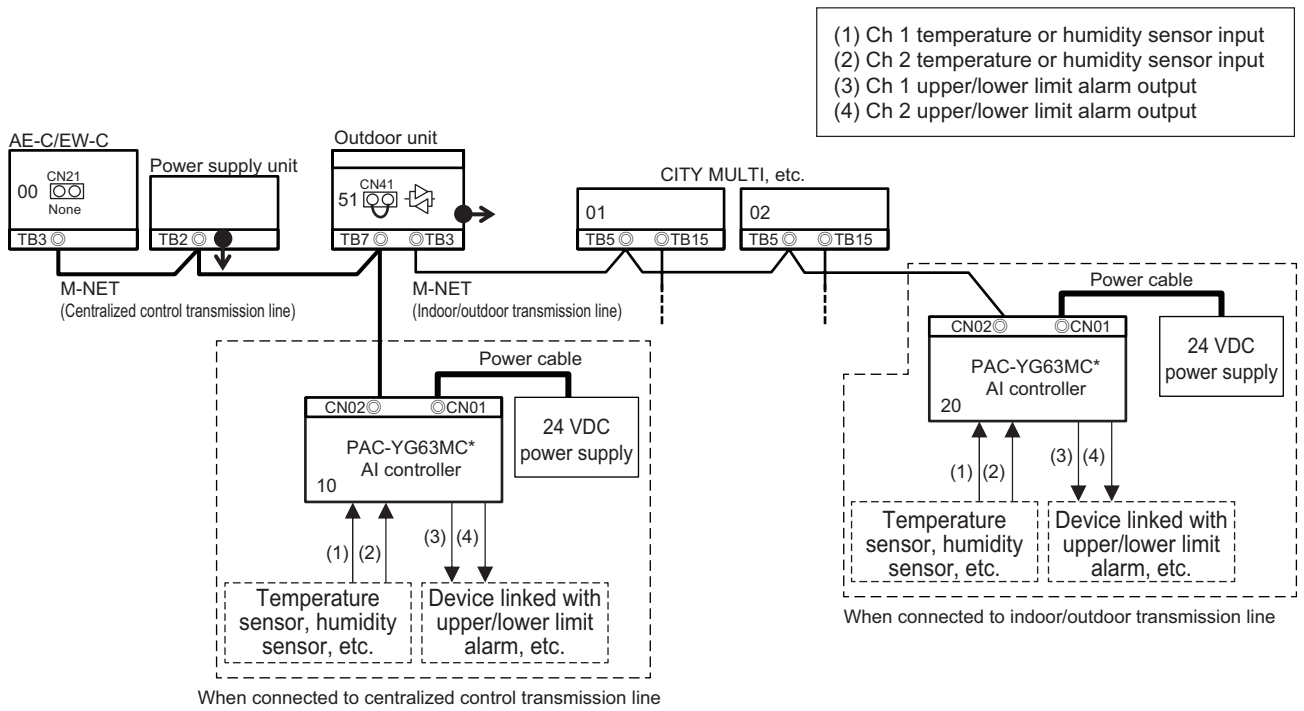 (1) Ch 1 temperature or humidity sensor input
(2) Ch 2 temperature or humidity sensor input
(3) Ch 1 upper/lower limit alarm output
(4) Ch 2 upper/lower limit alarm output
AE-C/EW-C
00
CN21
None
TB3
Power supply unit
TB2
Outdoor unit
51
CN41
TB7
TB3
CITY MULTI, etc.
01
TB5
TB15
02
TB5
TB15
M-NET
(Centralized control transmission line)
M-NET
(Indoor/outdoor transmission line)
Power cable
CN02
CN01
PAC-YG63MC*
AI controller
10
24 VDC
power supply
(1)
(2)
(3)
(4)
Temperature
sensor, humidity
sensor, etc.
Device linked with
upper/lower limit
alarm, etc.
When connected to centralized control transmission line
Power cable
CN02
CN01
PAC-YG63MC*
AI controller
20
24 VDC
power supply
(1)
(2)
(3)
(4)
Temperature
sensor, humidity
sensor, etc.
Device linked with
upper/lower limit
alarm, etc.
When connected to indoor/outdoor transmission line